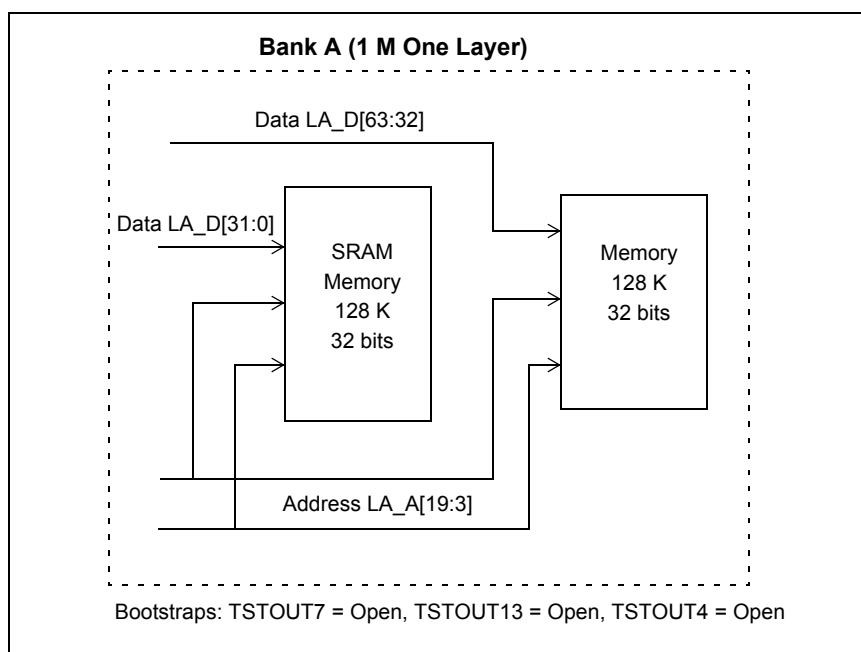 Bank A (1 M One Layer)
Data LA_D[63:32]
Data LA_D[31:0]
SRAM
Memory
128 K
32 bits
Memory
128 K
32 bits
Address LA_A[19:3]
Bootstraps: TSTOUT7 = Open, TSTOUT13 = Open, TSTOUT4 = Open